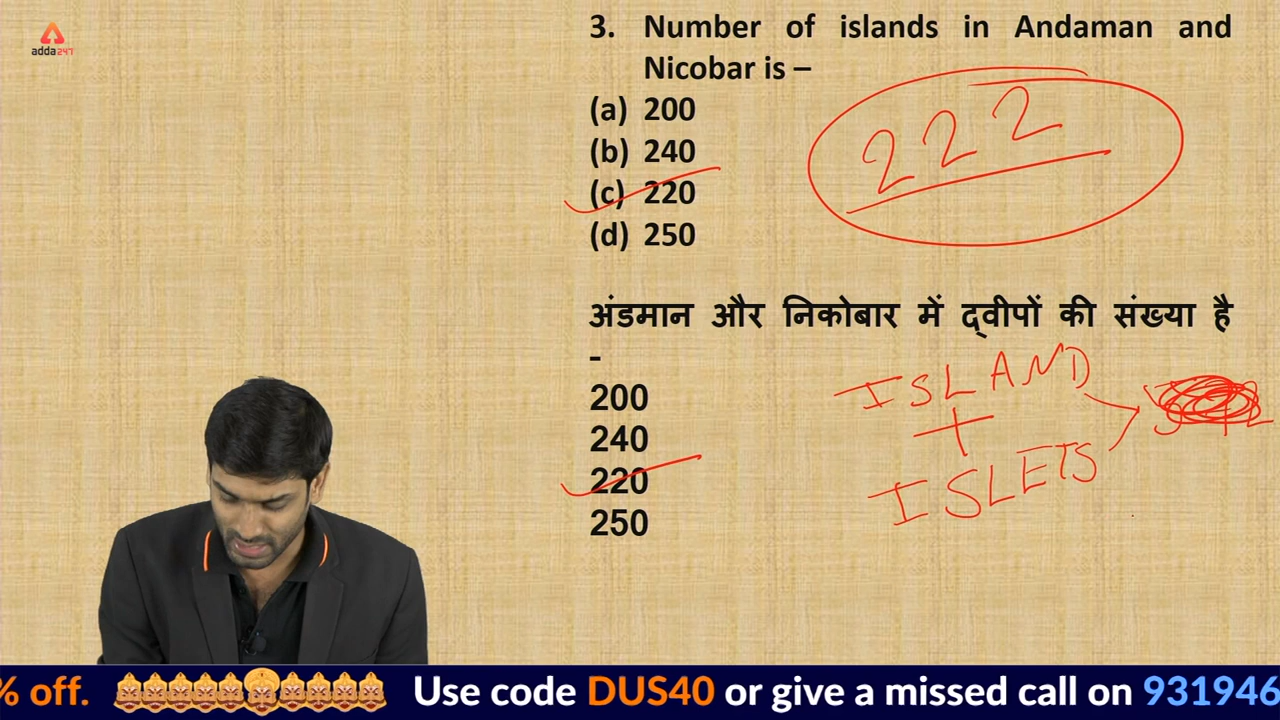 adda247
3. Number of islands in Andaman and
Nicobar is –
(a) 200
(b) 240
(c) 220
(d) 250
222
अंडमान और निकोबार में द्वीपों की संख्या है
-
200
240
220
250
ISLAND
+
ISLETS
% off.
Use code DUS40 or give a missed call on 931946